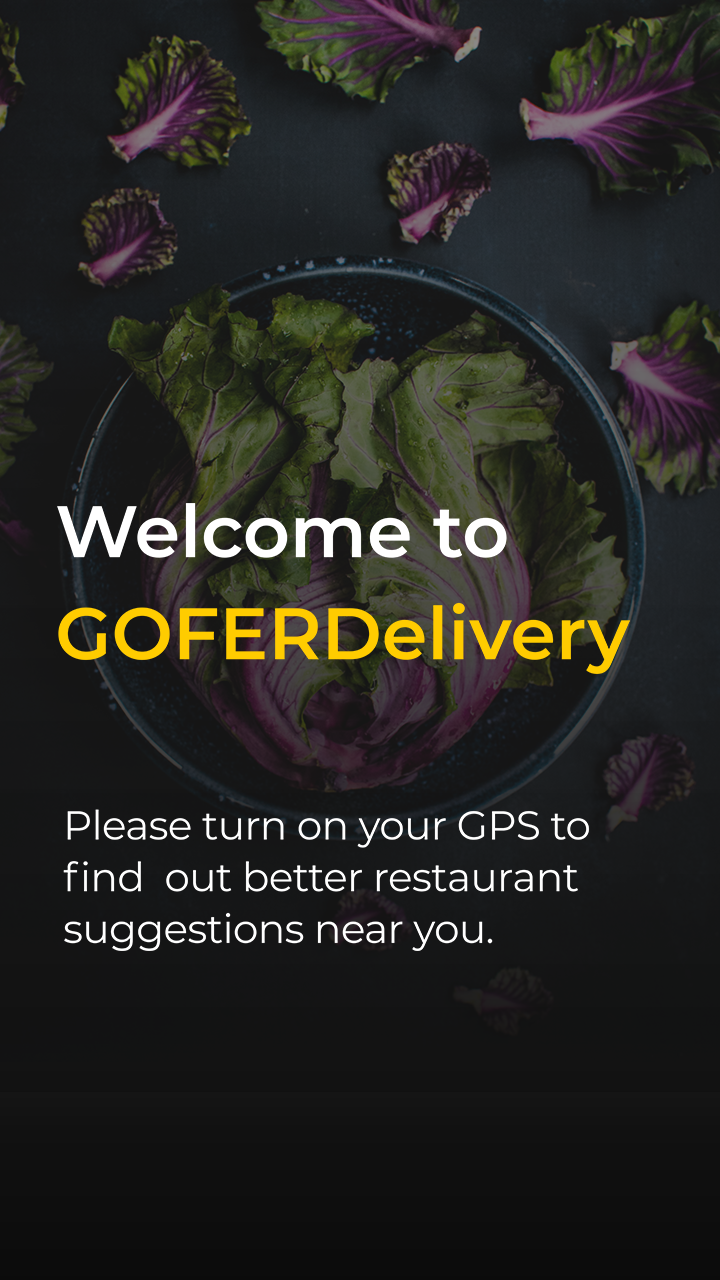 Welcome to
GOFERDelivery
Please turn on your GPS to
find  out better restaurant
suggestions near you.